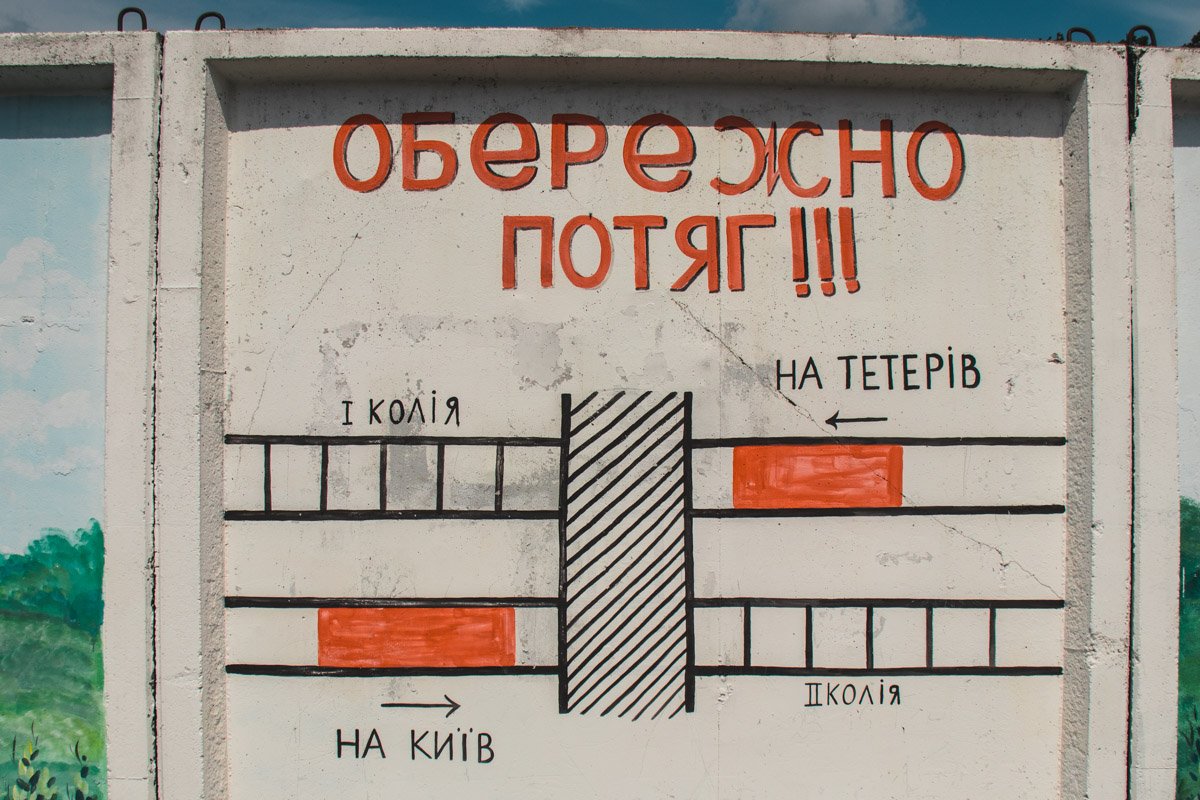 ОБЕРЕЖНО
ПОТЯГ!!!
НА ТЕТЕРІВ
І КОЛІЯ
ІІ КОЛІЯ
НА КИЇВ